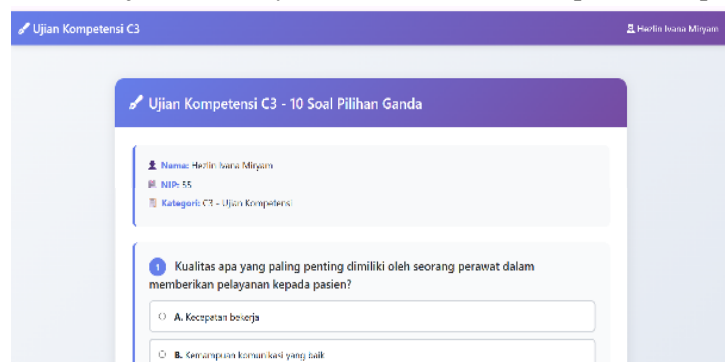 Ujian Kompetensi C3
Hezlin Ivana Miryam
Ujian Kompetensi C3 - 10 Soal Pilihan Ganda
Nama: Hezlin Ivana Miryam
NIP: 55
Kategori: C3 - Ujian Kompetensi
1 Kualitas apa yang paling penting dimiliki oleh seorang perawat dalam
memberikan pelayanan kepada pasien?
A. Kecepatan bekerja
B. Kemampuan komunikasi yang baik